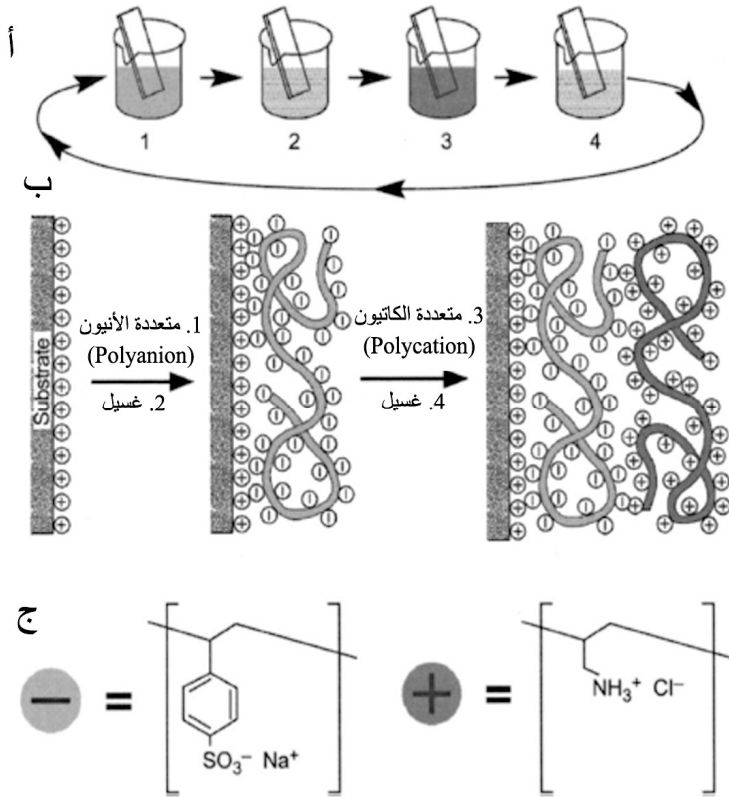 أ
1 2 3 4
ب
Substrate
1. متعددة الأنيون
(Polyanion)
2. غسيل
3. متعددة الكاتيون
(Polycation)
4. غسيل
ج
− = SO₃⁻ Na⁺
+ = NH₃⁺ Cl⁻